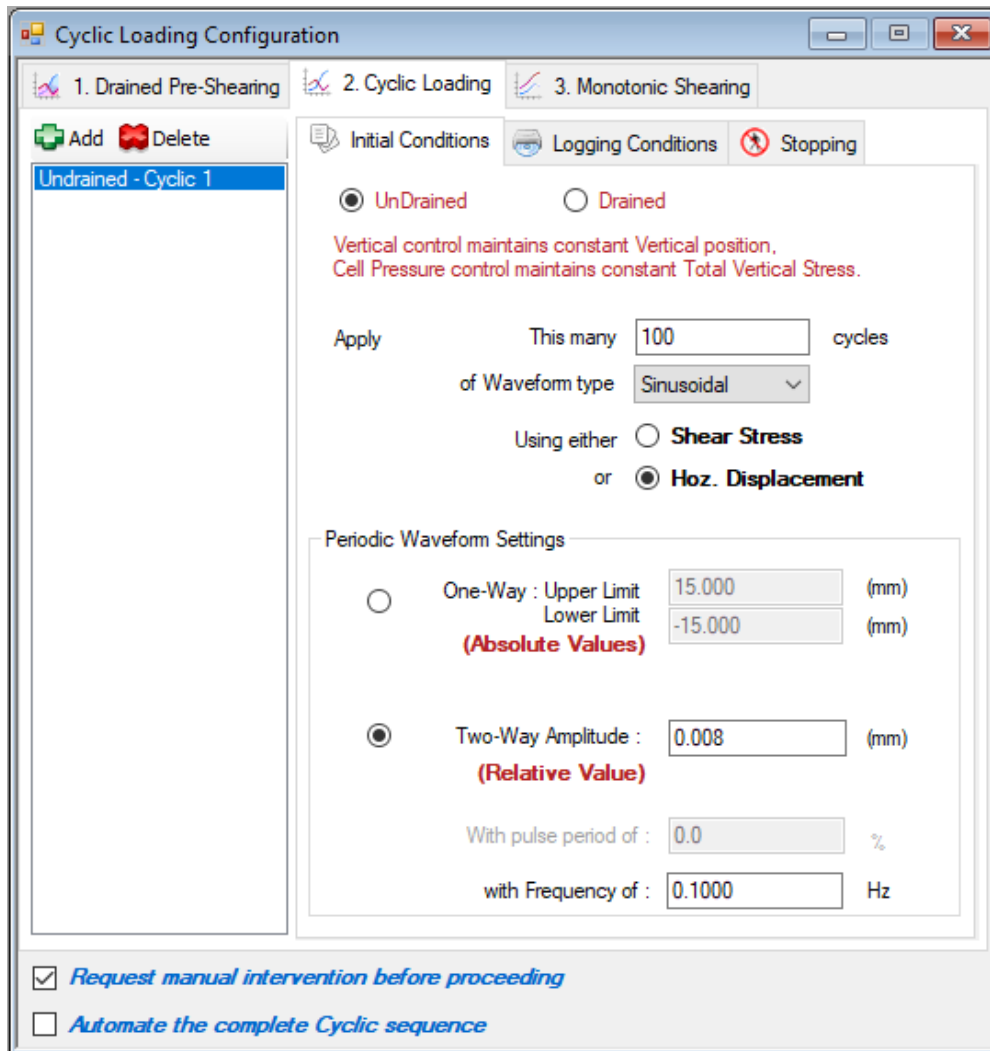 Cyclic Loading Configuration
1. Drained Pre-Shearing 2. Cyclic Loading 3. Monotonic Shearing
Add Delete
Initial Conditions Logging Conditions Stopping
Undrained - Cyclic 1
UnDrained Drained
Vertical control maintains constant Vertical position,
Cell Pressure control maintains constant Total Vertical Stress.
Apply This many 100 cycles
of Waveform type Sinusoidal
Using either Shear Stress
or Hoz. Displacement
Periodic Waveform Settings
One-Way : Upper Limit 15.000 (mm)
Lower Limit -15.000 (mm)
(Absolute Values)
Two-Way Amplitude : 0.008 (mm)
(Relative Value)
With pulse period of : 0.0 %
with Frequency of : 0.1000 Hz
Request manual intervention before proceeding
Automate the complete Cyclic sequence